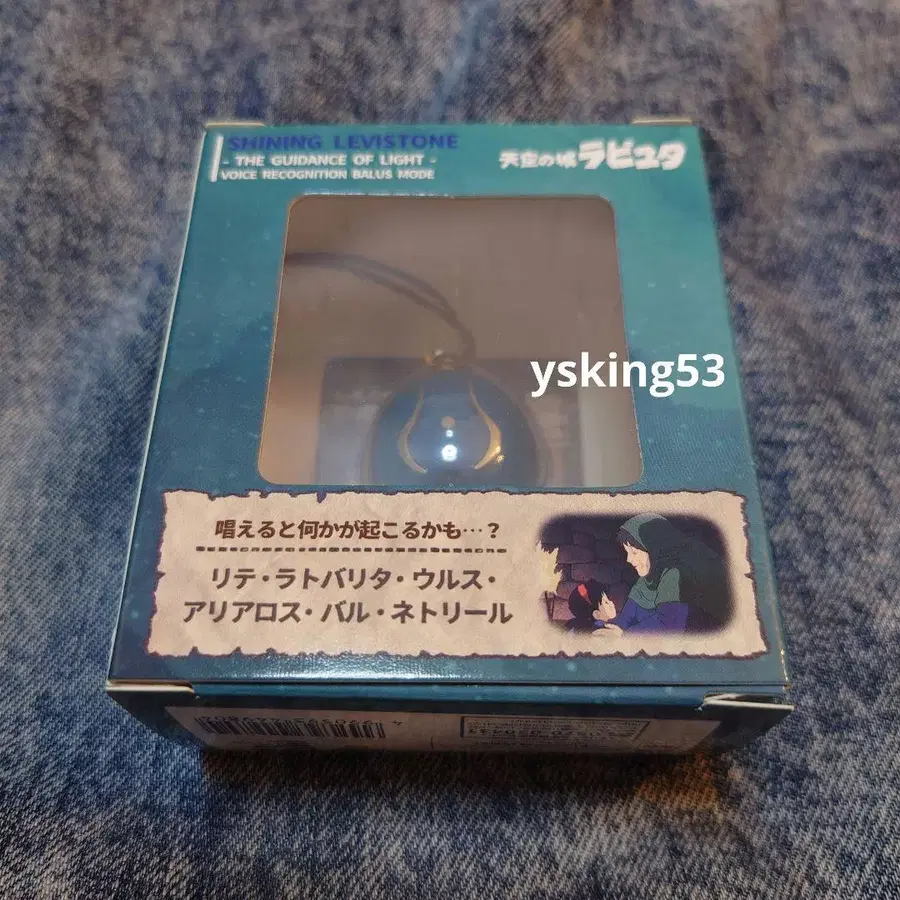 SHINING LEVISTONE
- THE GUIDANCE OF LIGHT -
VOICE RECOGNITION BALUS MODE
天空の城ラピュタ
ysking53
唱えると何かが起こるかも…？
リテ・ラトバリタ・ウルス・
アリアロス・バル・ネトリール